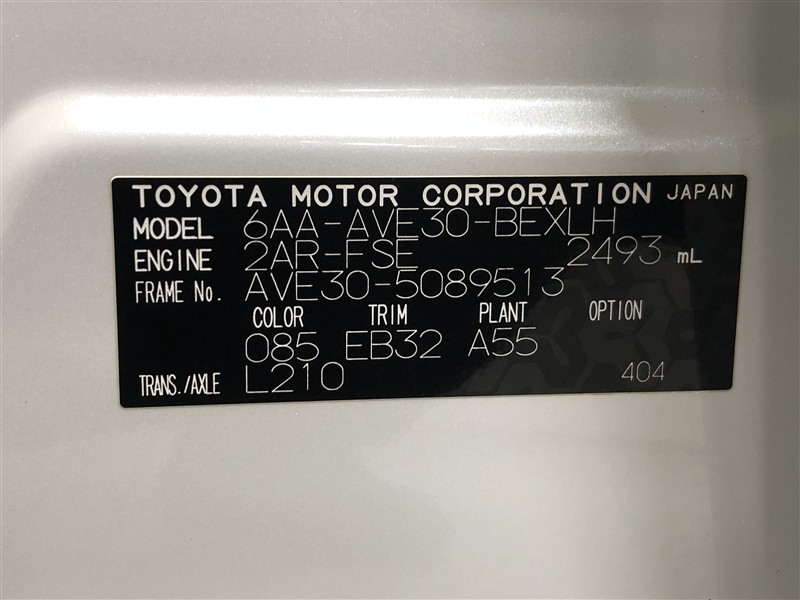 TOYOTA MOTOR CORPORATION JAPAN
MODEL 6AA-AVE30-BEXLH
ENGINE 2AR-FSE 2493 mL
FRAME No. AVE30-5089513
COLOR TRIM PLANT OPTION
085 EB32 A55
TRANS./AXLE L210 404